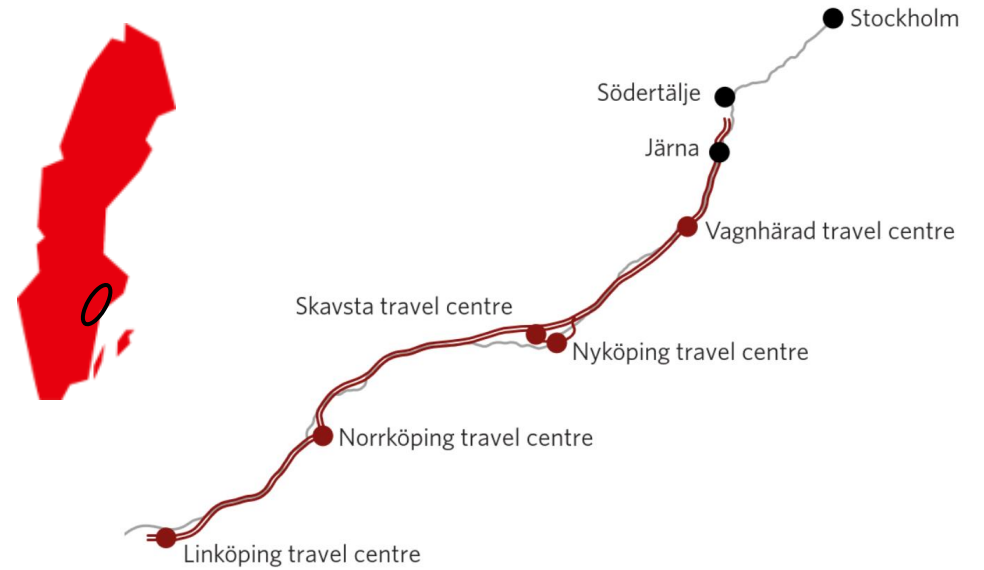 Stockholm
Södertälje
Järna
Vagnhärad travel centre
Skavsta travel centre
Nyköping travel centre
Norrköping travel centre
Linköping travel centre